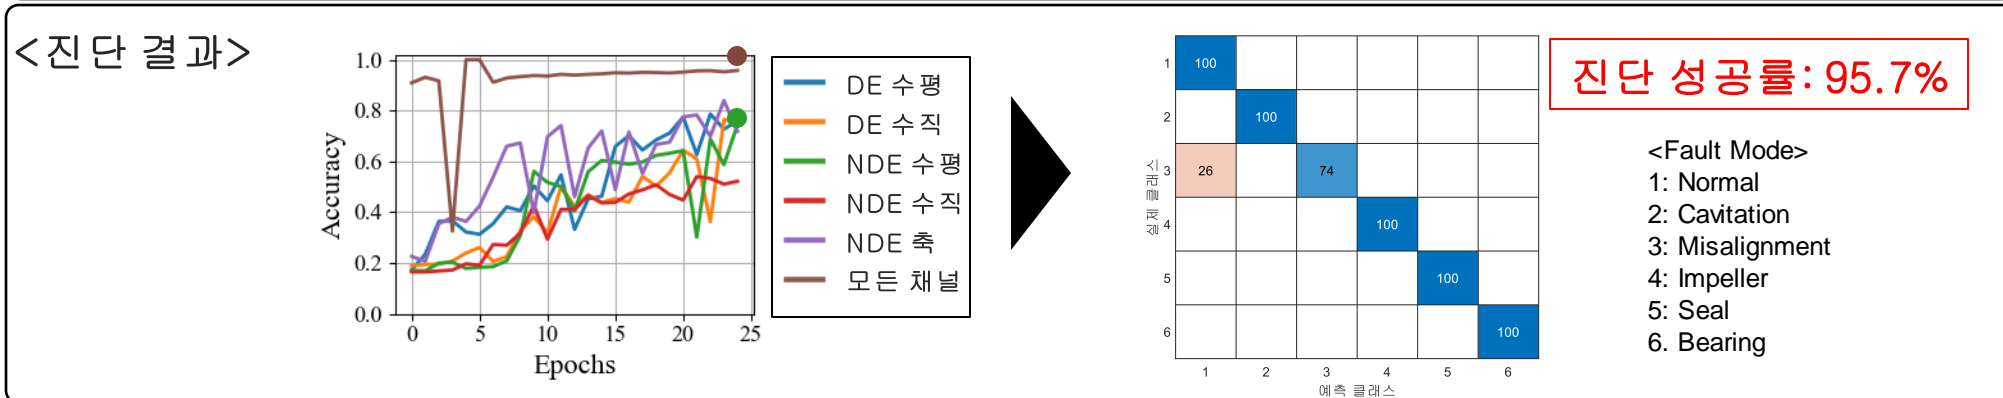 <진단 결과>
1.0
0.8
0.6
0.4
0.2
0.0
Accuracy
0
5
10
15
20
25
Epochs
DE 수평
DE 수직
NDE 수평
NDE 수직
NDE 축
모든 채널
1
2
3
4
5
6
실제 클래스
100
100
26
74
100
100
100
1
2
3
4
5
6
예측 클래스
진단 성공률: 95.7%
<Fault Mode>
1: Normal
2: Cavitation
3: Misalignment
4: Impeller
5: Seal
6. Bearing